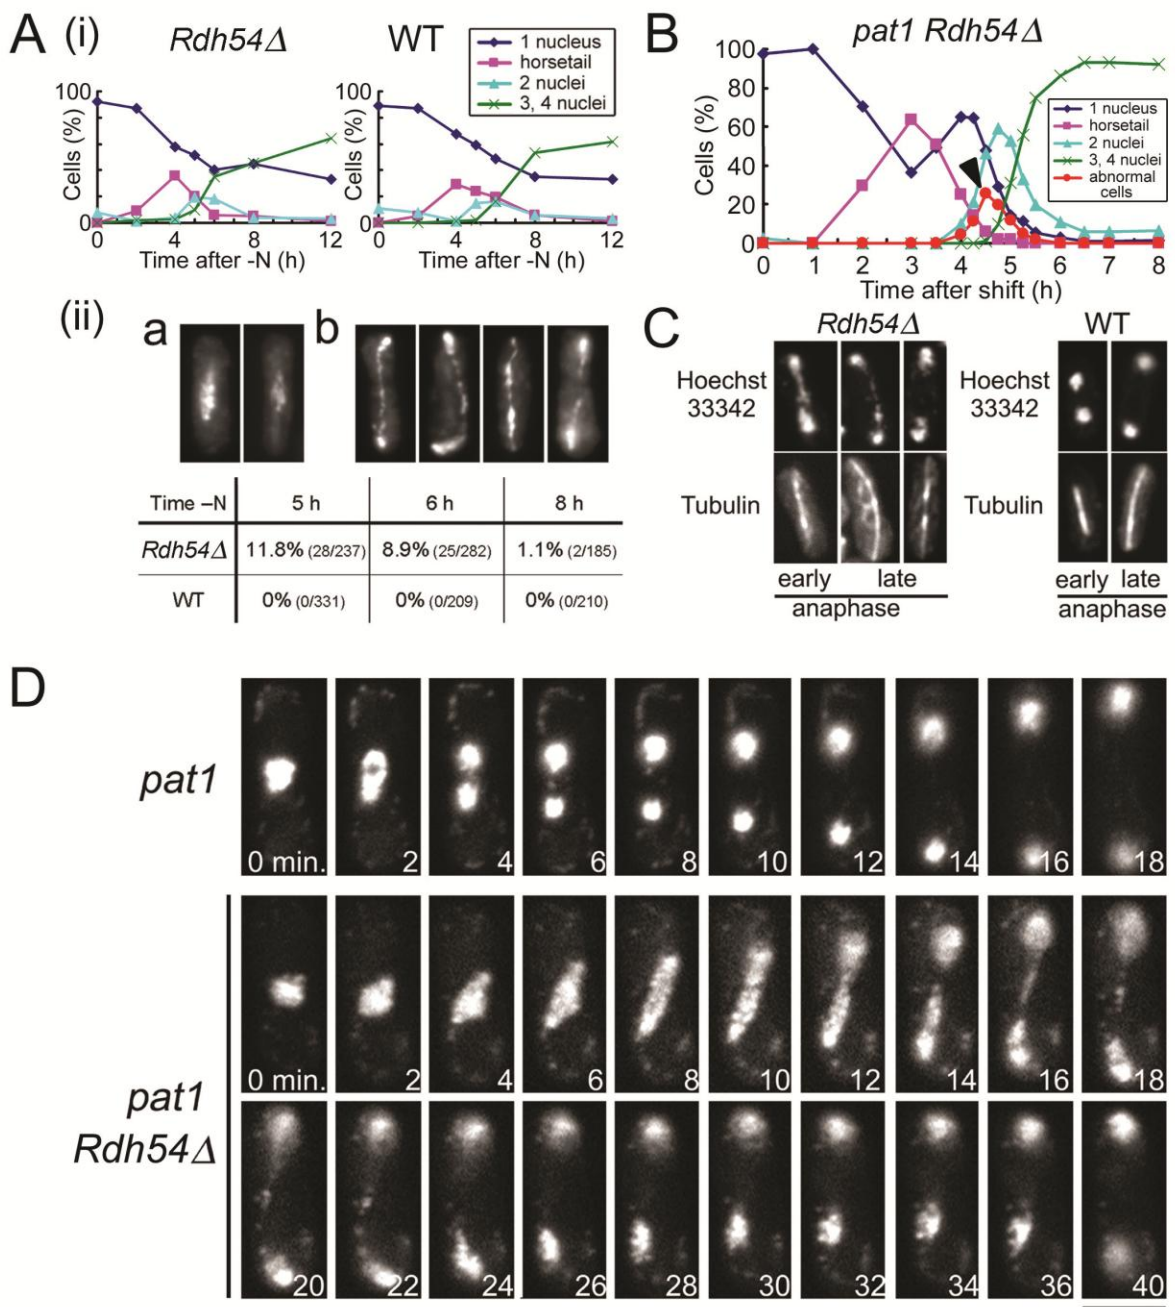 A (i) Rdh54Δ WT
1 nucleus
horsetail
2 nuclei
3, 4 nuclei
100
Cells (%)
0
0 4 8 12
Time after -N (h)
100
Cells (%)
0
0 4 8 12
Time after -N (h)
B pat1 Rdh54Δ
100
80
60
40
20
0
Cells (%)
1 nucleus
horsetail
2 nuclei
3, 4 nuclei
abnormal
cells
0 1 2 3 4 5 6 7 8
Time after shift (h)
(ii)
a b
Time –N 5 h 6 h 8 h
Rdh54Δ 11.8% (28/237) 8.9% (25/282) 1.1% (2/185)
WT 0% (0/331) 0% (0/209) 0% (0/210)
C Rdh54Δ WT
Hoechst
33342
Hoechst
33342
Tubulin Tubulin
early late
anaphase
early late
anaphase
D
pat1
0 min. 2 4 6 8 10 12 14 16 18
pat1
Rdh54Δ
0 min. 2 4 6 8 10 12 14 16 18
20 22 24 26 28 30 32 34 36 40